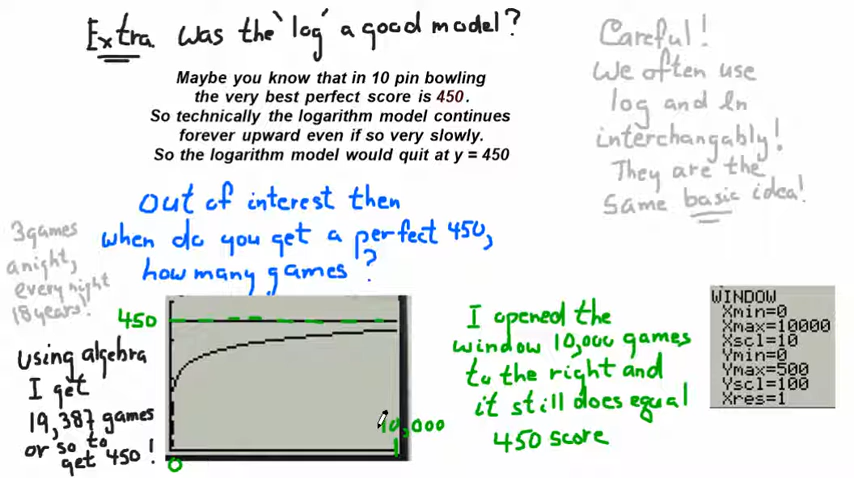 Extra. Was the 'log' a good model?
Maybe you know that in 10 pin bowling
the very best perfect score is 450.
So technically the logarithm model continues
forever upward even if so very slowly.
So the logarithm model would quit at y = 450
Careful!
We often use
log and ln
interchangably!
They are the
same basic idea!
out of interest then
when do you get a perfect 450,
how many games?
3 games
a night,
every night
18 years!
450
using algebra
I get
19,387 games
or so to
get 450!
0
10,000
I opened the
window 10,000 games
to the right and
it still does equal
450 score
WINDOW
Xmin=0
Xmax=10000
Xscl=10
Ymin=0
Ymax=500
Yscl=100
Xres=1